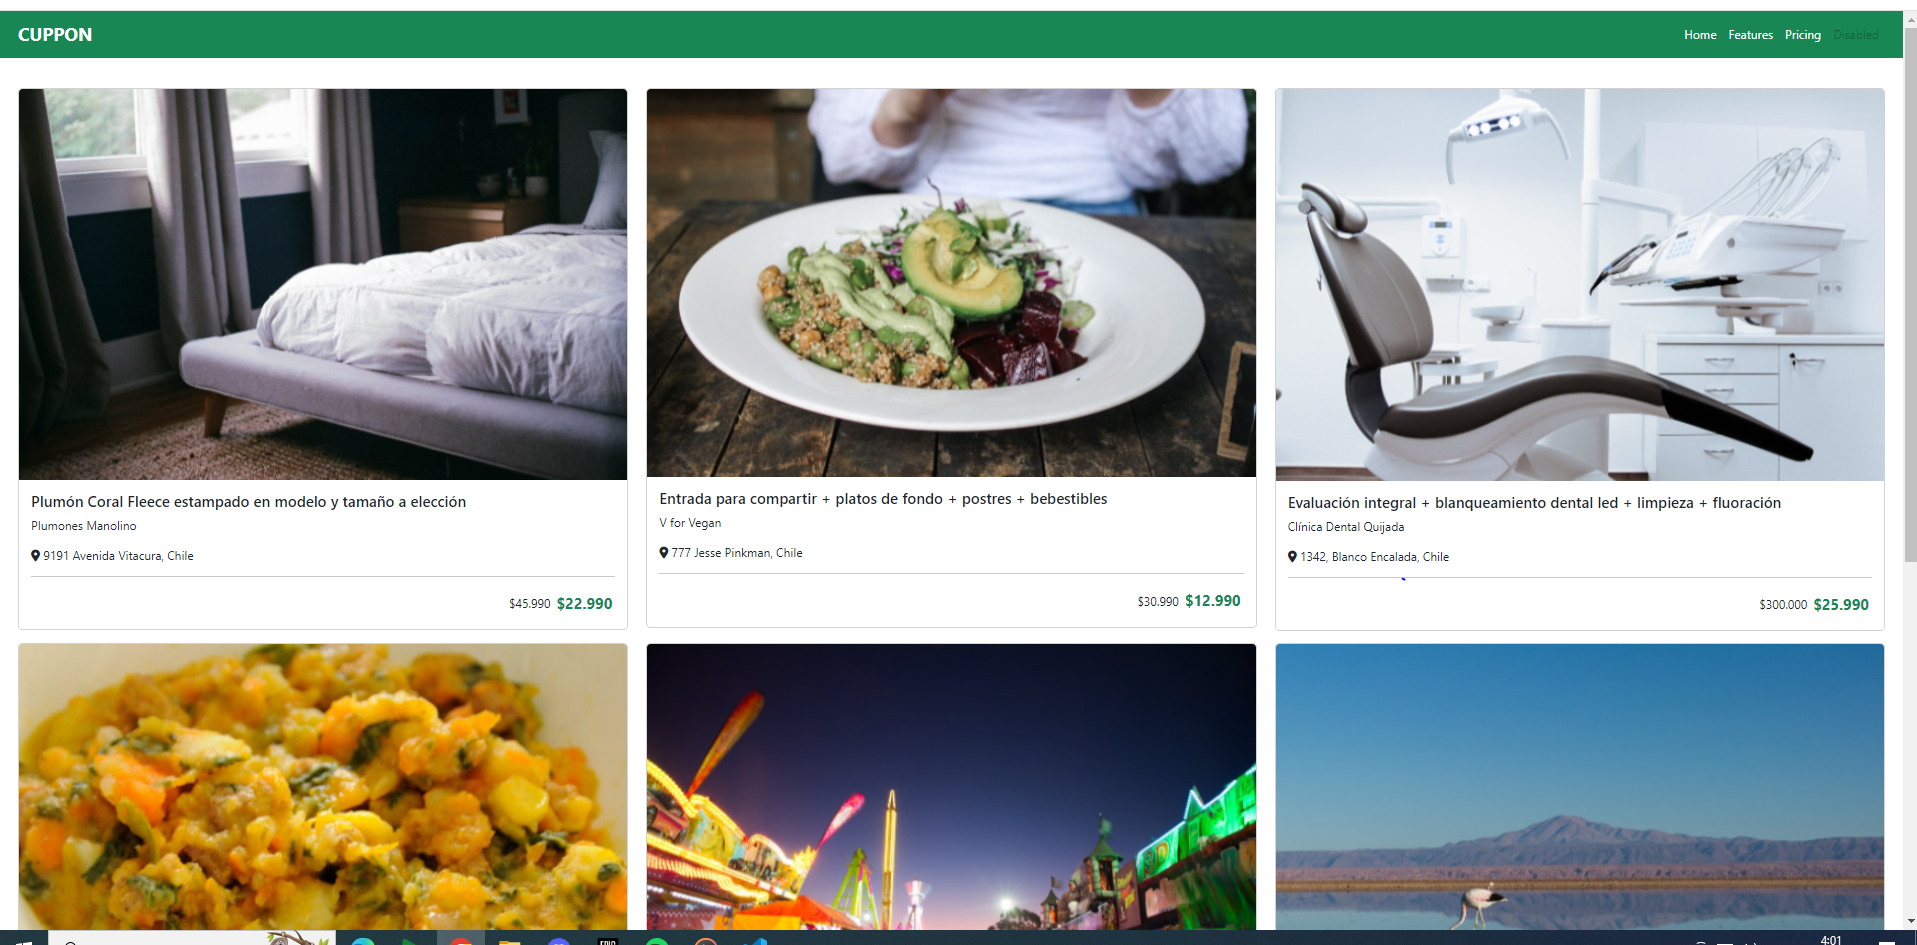 CUPPON
Home Features Pricing Disabled
Plumón Coral Fleece estampado en modelo y tamaño a elección
Plumones Manolino
9191 Avenida Vitacura, Chile
$45.990 $22.990
Entrada para compartir + platos de fondo + postres + bebestibles
V for Vegan
777 Jesse Pinkman, Chile
$30.990 $12.990
Evaluación integral + blanqueamiento dental led + limpieza + fluoración
Clínica Dental Quijada
1342, Blanco Encalada, Chile
$300.000 $25.990
4:01